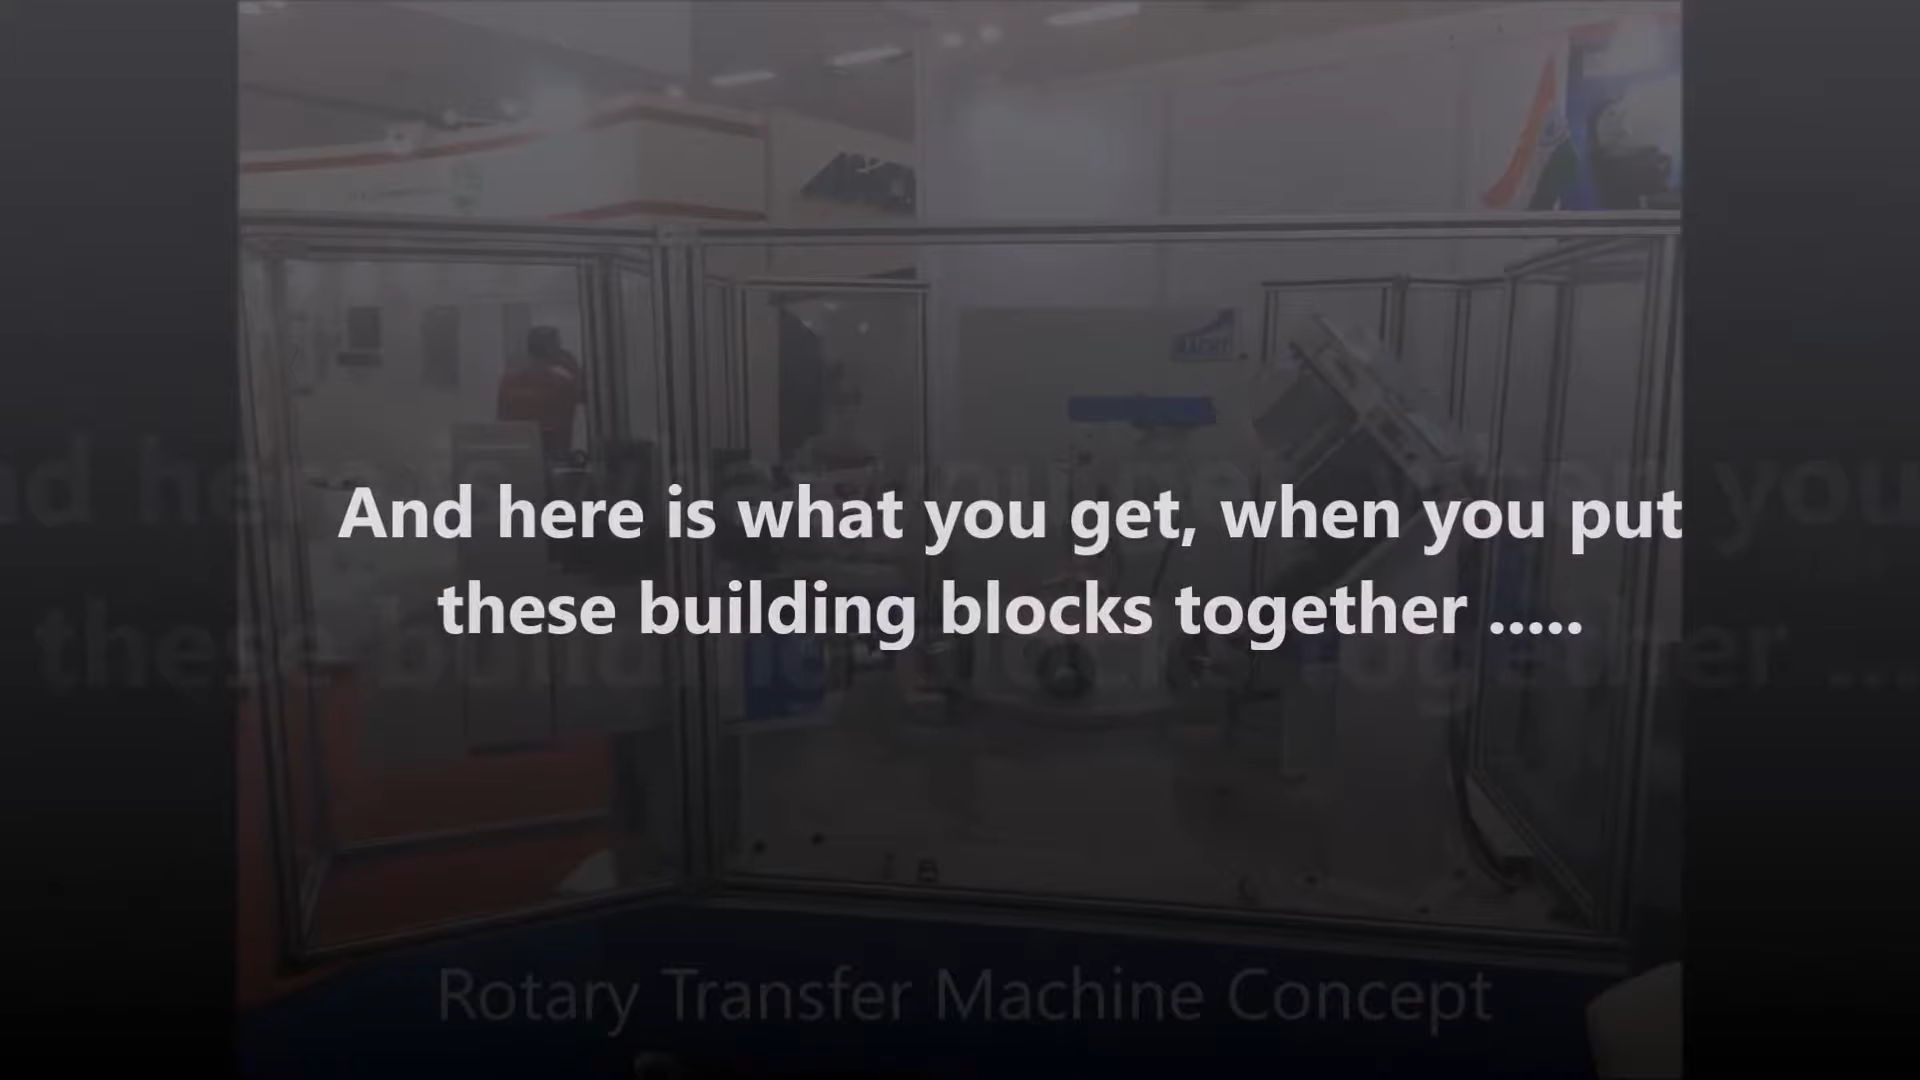 And here is what you get, when you put
these building blocks together .....
Rotary Transfer Machine Concept